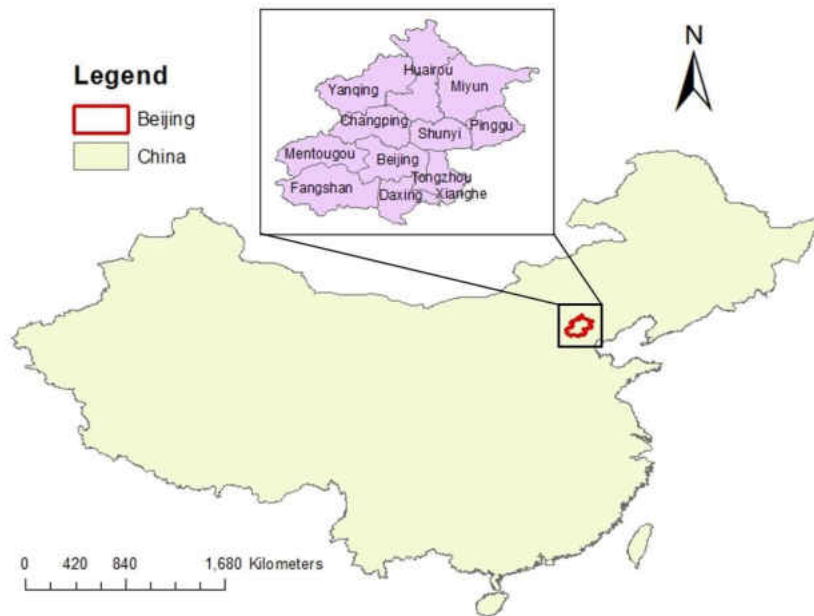 Legend
Beijing
China
N
Huairou
Miyun
Yanqing
Changping
Shunyi
Pinggu
Mentougou
Beijing
Tongzhou
Fangshan
Daxing
Xianghe
0 420 840 1,680 Kilometers